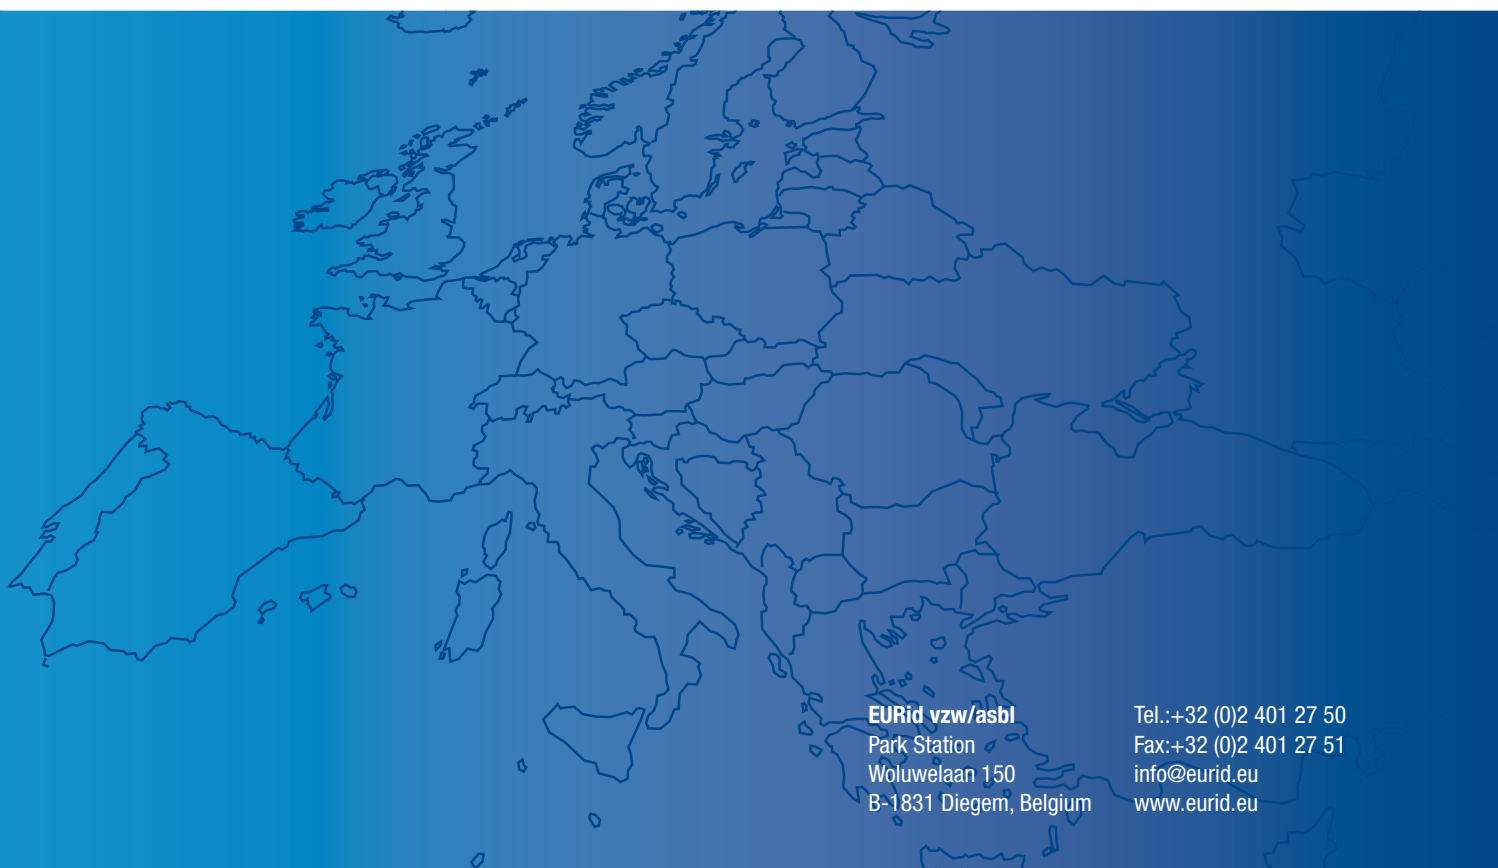 EURid vzw/asbl
Park Station
Woluwelaan 150
B-1831 Diegem, Belgium
Tel.:+32 (0)2 401 27 50
Fax:+32 (0)2 401 27 51
info@eurid.eu
www.eurid.eu